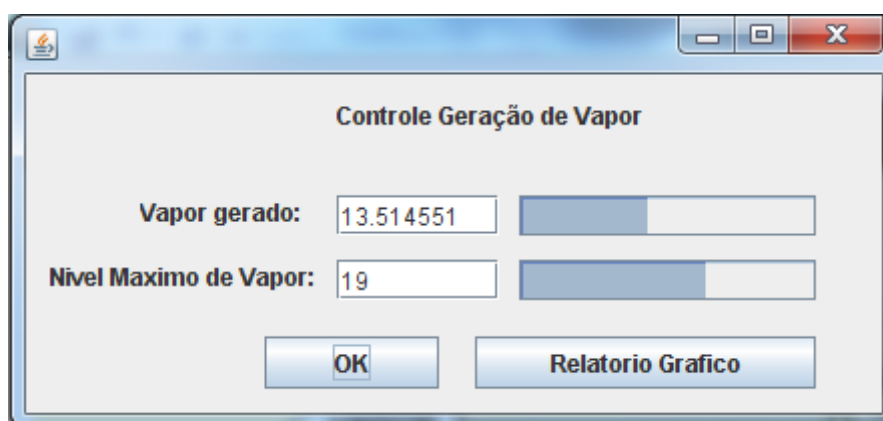 Controle Geração de Vapor
Vapor gerado: 13.514551
Nivel Maximo de Vapor: 19
OK Relatorio Grafico